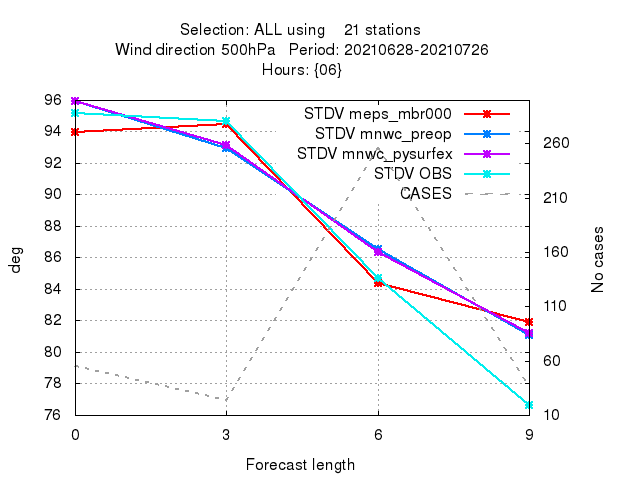 Selection: ALL using    21 stations
Wind direction 500hPa   Period: 20210628-20210726
Hours: {06}
STDV meps_mbr000
STDV mnwc_preop
STDV mnwc_pysurfex
STDV OBS
CASES
96
94
92
90
88
86
84
82
80
78
76
deg
260
210
160
110
60
10
No cases
0 3 6 9
Forecast length